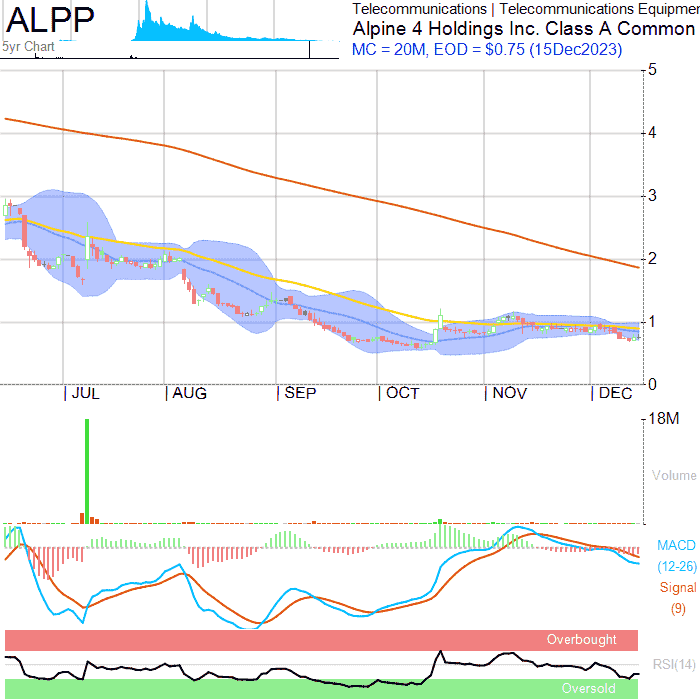 ALPP
5yr Chart
Telecommunications | Telecommunications Equipmen
Alpine 4 Holdings Inc. Class A Common
MC = 20M, EOD = $0.75 (15Dec2023)
5
4
3
2
1
0
JUL
AUG
SEP
OCT
NOV
DEC
18M
Volume
MACD
(12-26)
Signal
(9)
Overbought
RSI(14)
Oversold